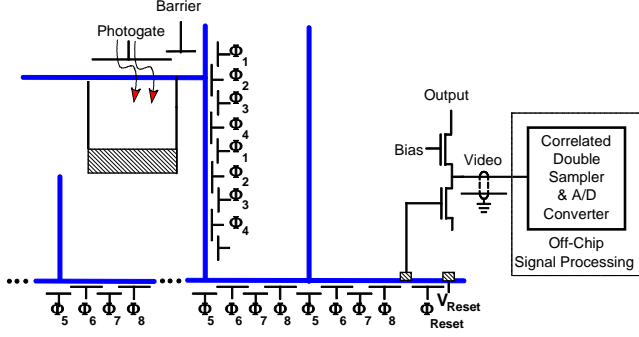 Barrier
Photogate
Φ1
Φ2
Φ3
Φ4
Φ1
Φ2
Φ3
Φ4
Output
Bias
Video
Correlated
Double
Sampler
& A/D
Converter
Off-Chip
Signal Processing
Φ5 Φ6 Φ7 Φ8 Φ5 Φ6 Φ7 Φ8 Φ5 Φ6 Φ7 Φ8 ΦReset VReset